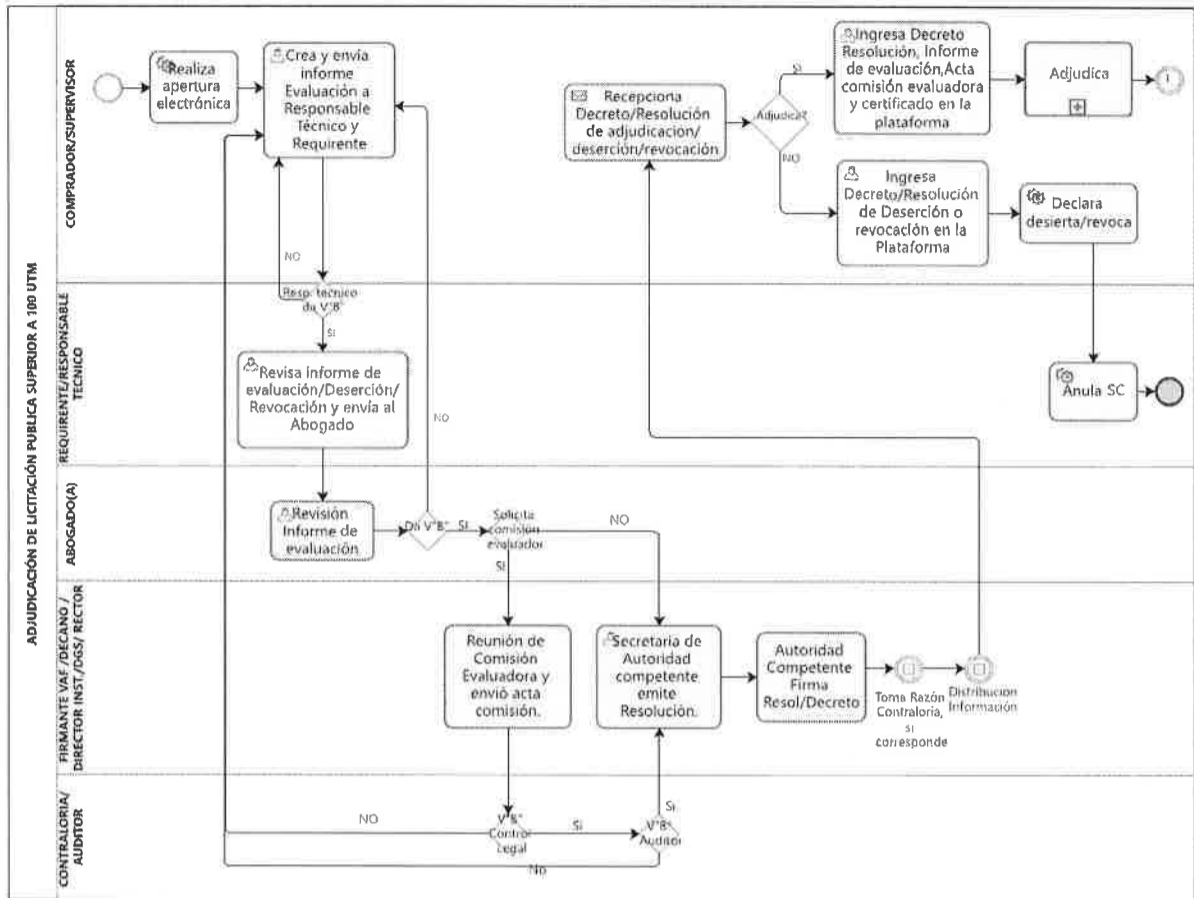 ADJUDICACIÓN DE LICITACIÓN PUBLICA SUPERIOR A 100 UTM
COMPRADOR/SUPERVISOR
Realiza
apertura
electrónica
Crea y envía
informe
Evaluación a
Responsable
Técnico y
Requirente
NO
Recepciona
Decreto/Resolución
de adjudicación/
deserción/revocación
Adjudica?
SI
NO
Ingresa Decreto
Resolución, Informe
de evaluación,Acta
comisión evaluadora
y certificado en la
plataforma
Adjudica
Ingresa
Decreto/Resolución
de Deserción o
revocación en la
Plataforma
Declara
desierta/revoca
REQUIRENTE/RESPONSABLE
TECNICO
Resp. tecnico
da V°B°
SI
Revisa Informe de
evaluación/Deserción/
Revocación y envía al
Abogado
NO
Anula SC
ABOGADO(A)
Revisión
Informe de
evaluación
Da V°B°
SI
Solicita
comisión
evaluador
NO
SI
FIRMANTE VAF /DECANO /
DIRECTOR INST./DGS/ RECTOR
Reunión de
Comisión
Evaluadora y
envió acta
comisión.
Secretaria de
Autoridad
competente
emite
Resolución.
Autoridad
Competente
Firma
Resol/Decreto
Toma Razón
Contraloría,
si
corresponde
Distribución
Información
CONTRALORIA/
AUDITOR
NO
V°B°
Control
Legal
Si
V°B°
Auditor
Si
No